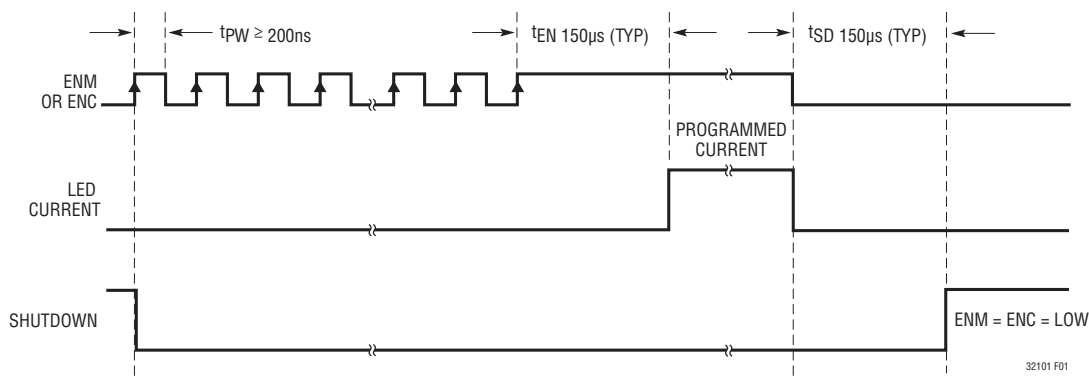 tPW ≥ 200ns
tEN 150µs (TYP)
tSD 150µs (TYP)
ENM
OR ENC
PROGRAMMED
CURRENT
LED
CURRENT
SHUTDOWN
ENM = ENC = LOW
32101 F01